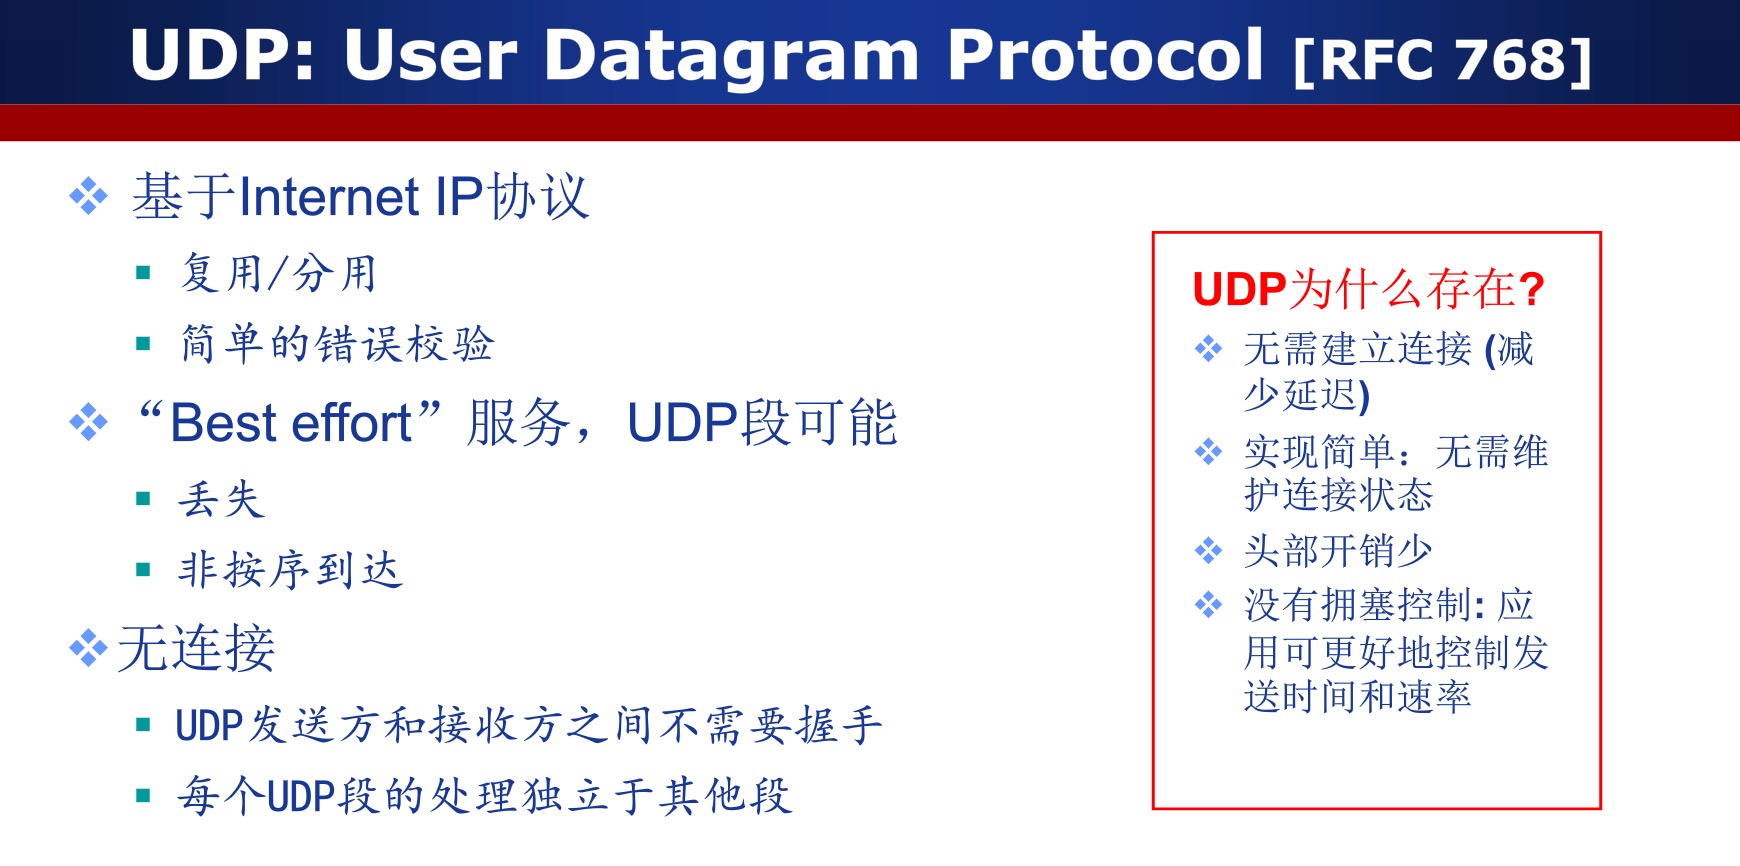 UDP: User Datagram Protocol [RFC 768]
基于Internet IP协议
复用/分用
简单的错误校验
“Best effort”服务，UDP段可能
丢失
非按序到达
无连接
UDP发送方和接收方之间不需要握手
每个UDP段的处理独立于其他段
UDP为什么存在?
无需建立连接 (减
少延迟)
实现简单：无需维
护连接状态
头部开销少
没有拥塞控制: 应
用可更好地控制发
送时间和速率